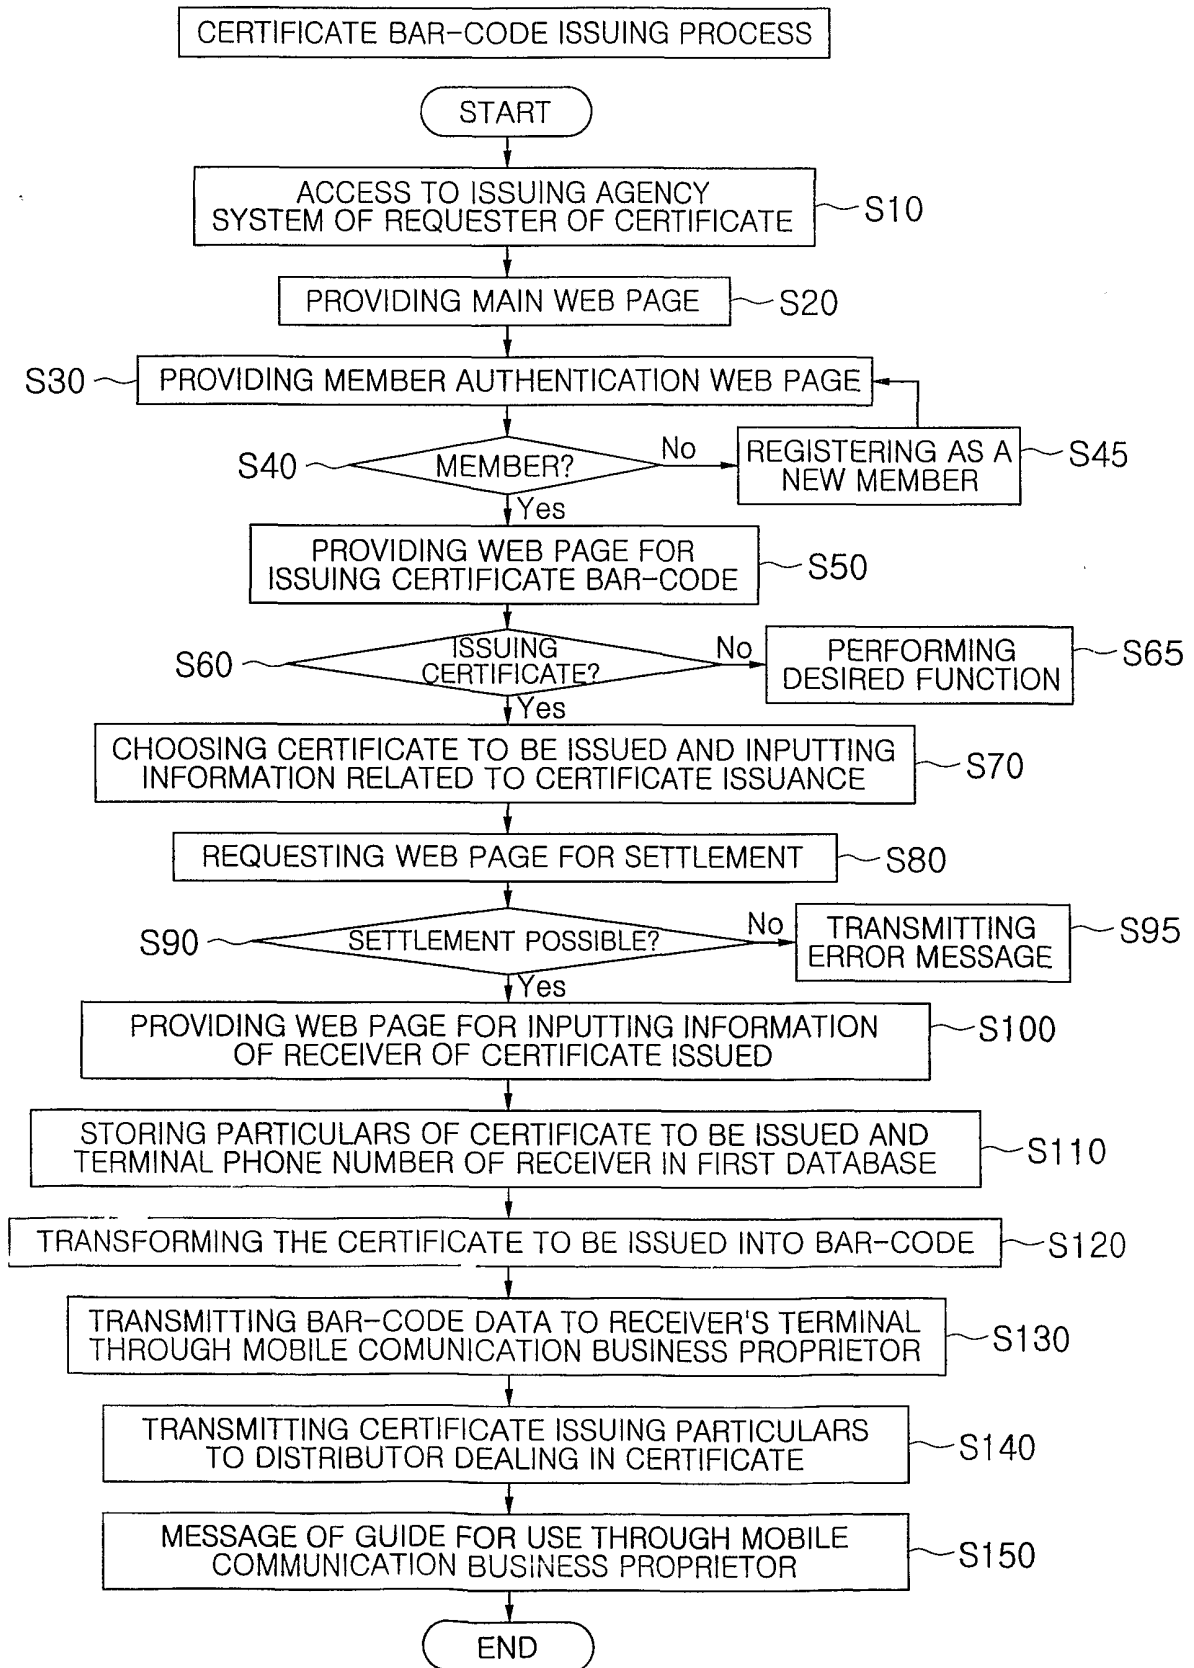 CERTIFICATE BAR-CODE ISSUING PROCESS
START
ACCESS TO ISSUING AGENCY
SYSTEM OF REQUESTER OF CERTIFICATE
S10
PROVIDING MAIN WEB PAGE
S20
S30
PROVIDING MEMBER AUTHENTICATION WEB PAGE
S40
MEMBER?
No
REGISTERING AS A
NEW MEMBER
S45
Yes
PROVIDING WEB PAGE FOR
ISSUING CERTIFICATE BAR-CODE
S50
S60
ISSUING
CERTIFICATE?
No
PERFORMING
DESIRED FUNCTION
S65
Yes
CHOOSING CERTIFICATE TO BE ISSUED AND INPUTTING
INFORMATION RELATED TO CERTIFICATE ISSUANCE
S70
REQUESTING WEB PAGE FOR SETTLEMENT
S80
S90
SETTLEMENT POSSIBLE?
No
TRANSMITTING
ERROR MESSAGE
S95
Yes
PROVIDING WEB PAGE FOR INPUTTING INFORMATION
OF RECEIVER OF CERTIFICATE ISSUED
S100
STORING PARTICULARS OF CERTIFICATE TO BE ISSUED AND
TERMINAL PHONE NUMBER OF RECEIVER IN FIRST DATABASE
S110
TRANSFORMING THE CERTIFICATE TO BE ISSUED INTO BAR-CODE
S120
TRANSMITTING BAR-CODE DATA TO RECEIVER'S TERMINAL
THROUGH MOBILE COMUNICATION BUSINESS PROPRIETOR
S130
TRANSMITTING CERTIFICATE ISSUING PARTICULARS
TO DISTRIBUTOR DEALING IN CERTIFICATE
S140
MESSAGE OF GUIDE FOR USE THROUGH MOBILE
COMMUNICATION BUSINESS PROPRIETOR
S150
END